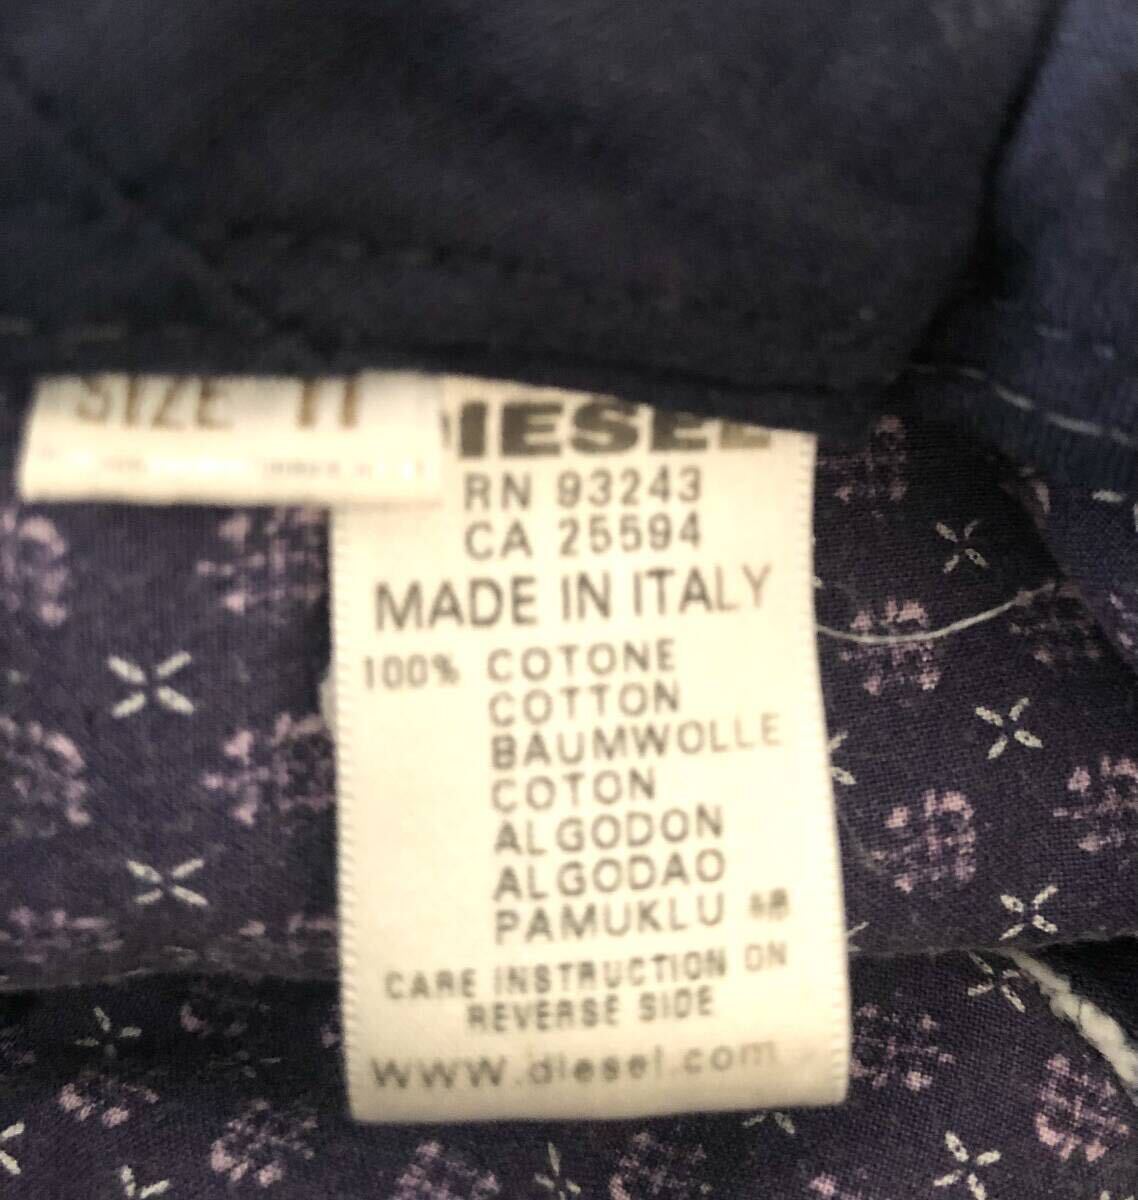 SIZE 11
DIESEL
RN 93243
CA 25594
MADE IN ITALY
100% COTONE
COTTON
BAUMWOLLE
COTON
ALGODON
ALGODAO
PAMUKLU 棉
CARE INSTRUCTION ON
REVERSE SIDE
www.diesel.com